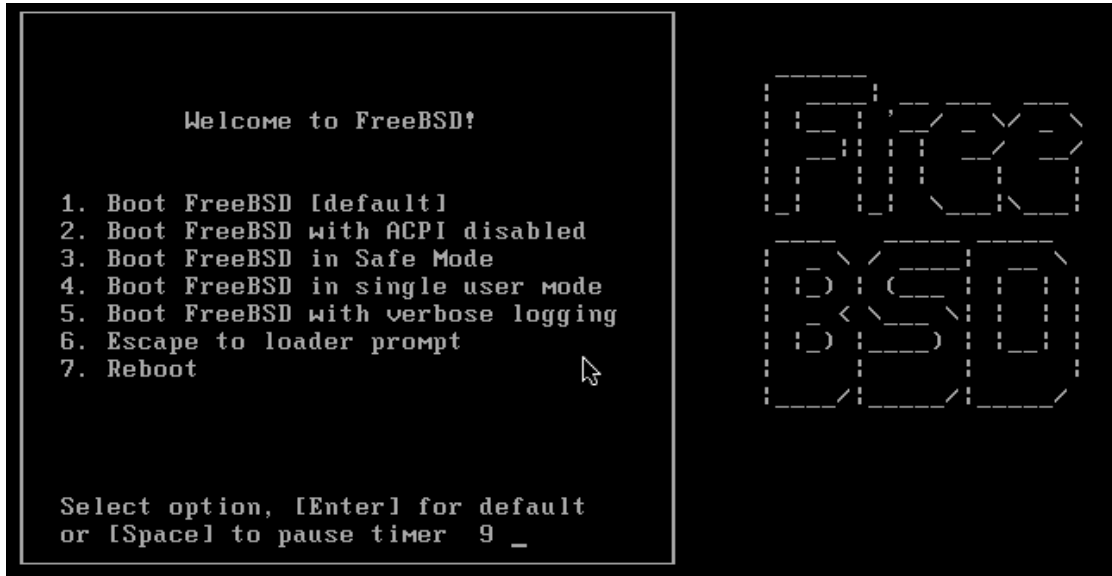 Welcome to FreeBSD!
1. Boot FreeBSD [default]
2. Boot FreeBSD with ACPI disabled
3. Boot FreeBSD in Safe Mode
4. Boot FreeBSD in single user mode
5. Boot FreeBSD with verbose logging
6. Escape to loader prompt
7. Reboot
Select option, [Enter] for default
or [Space] to pause timer  9 _
Free
BSD